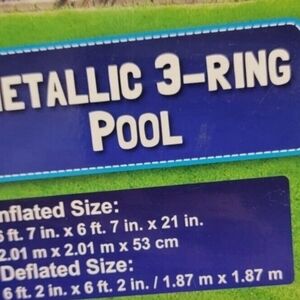 METALLIC 3-RING
POOL
Inflated Size:
6 ft. 7 in. x 6 ft. 7 in. x 21 in.
2.01 m x 2.01 m x 53 cm
Deflated Size:
6 ft. 2 in. x 6 ft. 2 in. / 1.87 m x 1.87 m